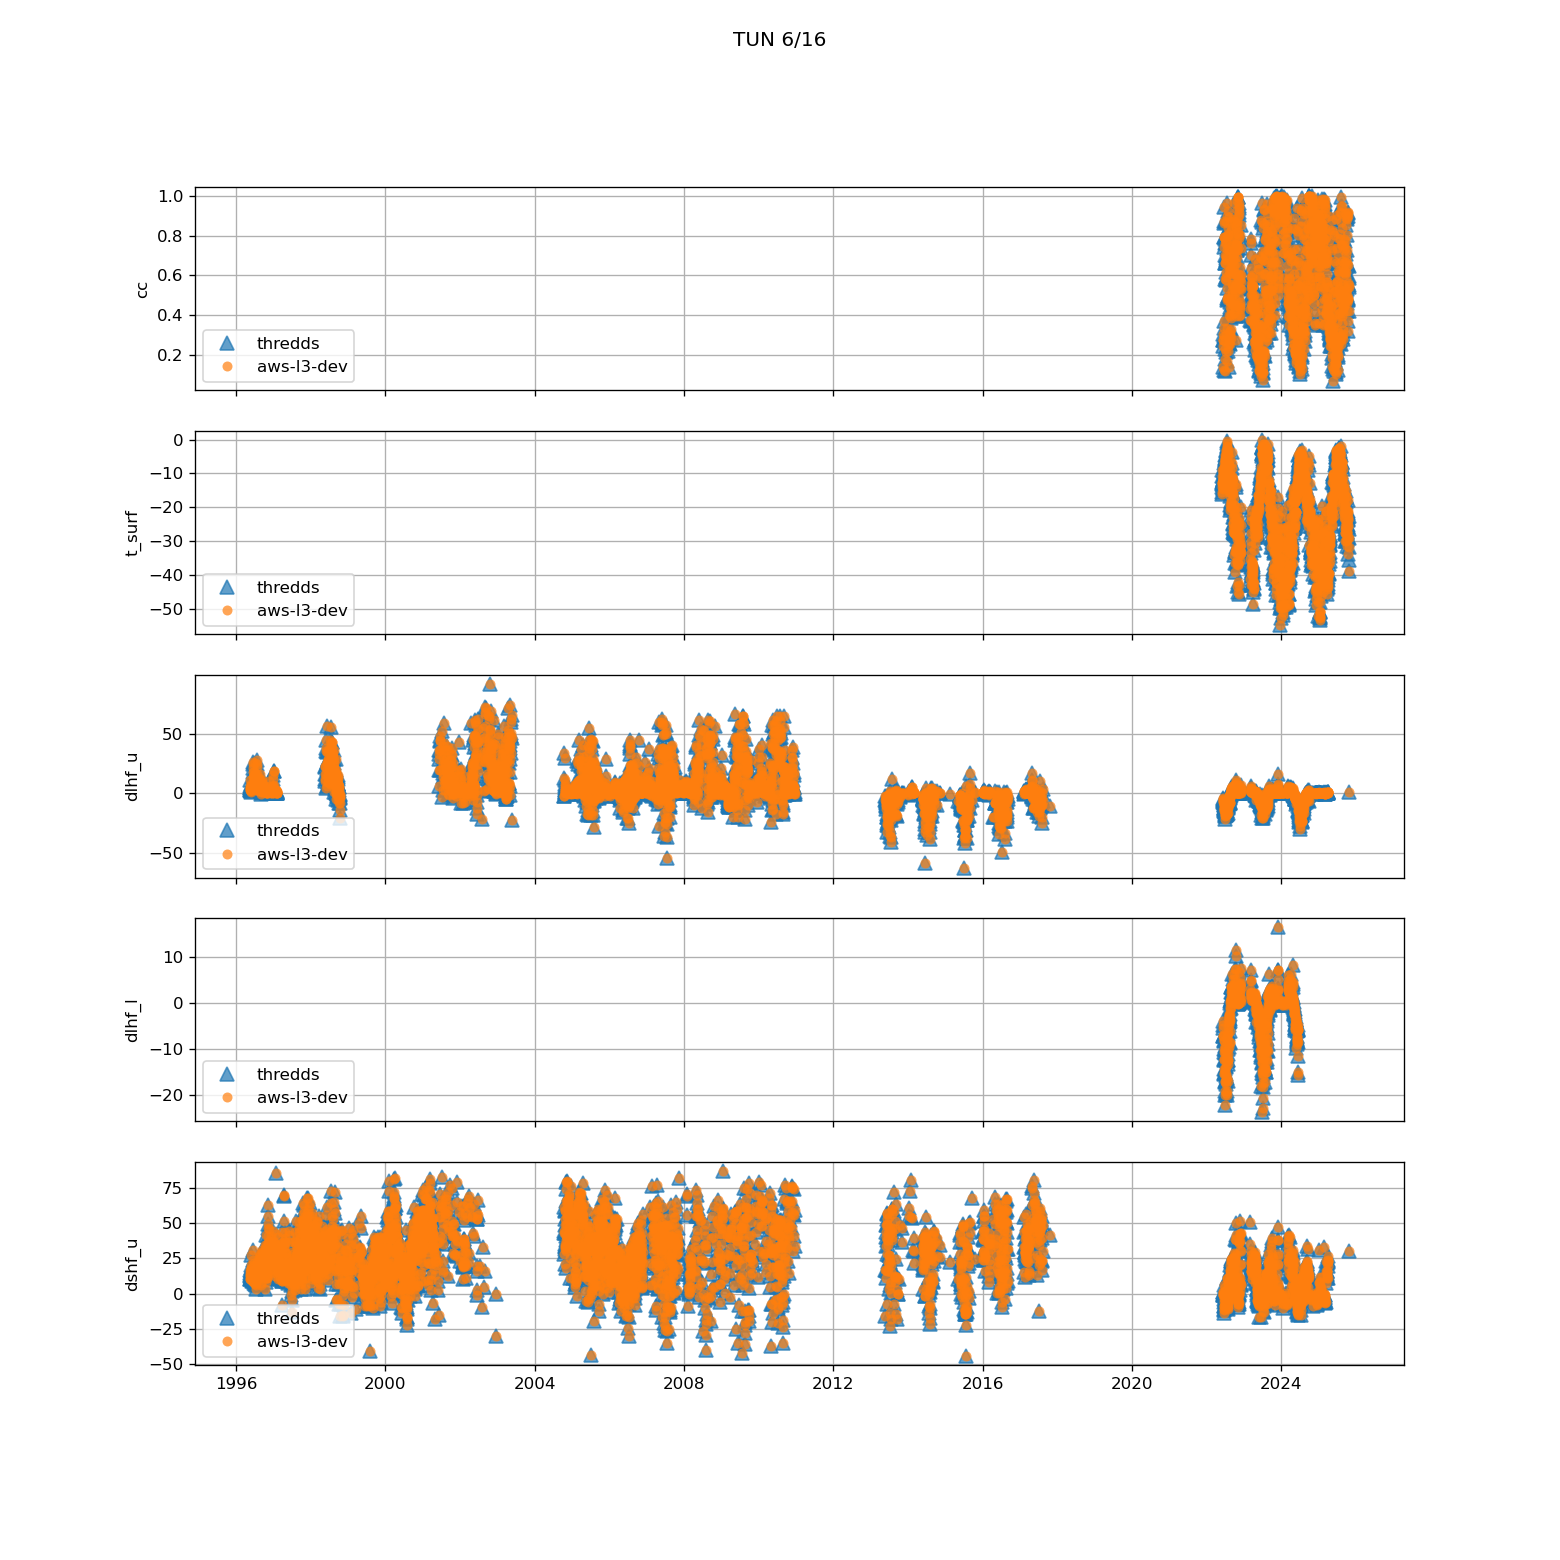 TUN 6/16
1.0
0.8
0.6
0.4
0.2
cc
thredds
aws-l3-dev
0
−10
−20
−30
−40
−50
t_surf
thredds
aws-l3-dev
50
0
−50
dlhf_u
thredds
aws-l3-dev
10
0
−10
−20
dlhf_l
thredds
aws-l3-dev
75
50
25
0
−25
−50
dshf_u
thredds
aws-l3-dev
1996 2000 2004 2008 2012 2016 2020 2024